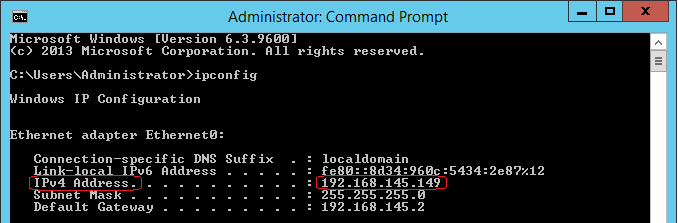 Administrator: Command Prompt
Microsoft Windows [Version 6.3.9600]
(c) 2013 Microsoft Corporation. All rights reserved.
C:\Users\Administrator>ipconfig
Windows IP Configuration
Ethernet adapter Ethernet0:
Connection-specific DNS Suffix  . : localdomain
Link-local IPv6 Address . . . . . : fe80::8d34:960c:5434:2e87%12
IPv4 Address. . . . . . . . . . . : 192.168.145.149
Subnet Mask . . . . . . . . . . . : 255.255.255.0
Default Gateway . . . . . . . . . : 192.168.145.2